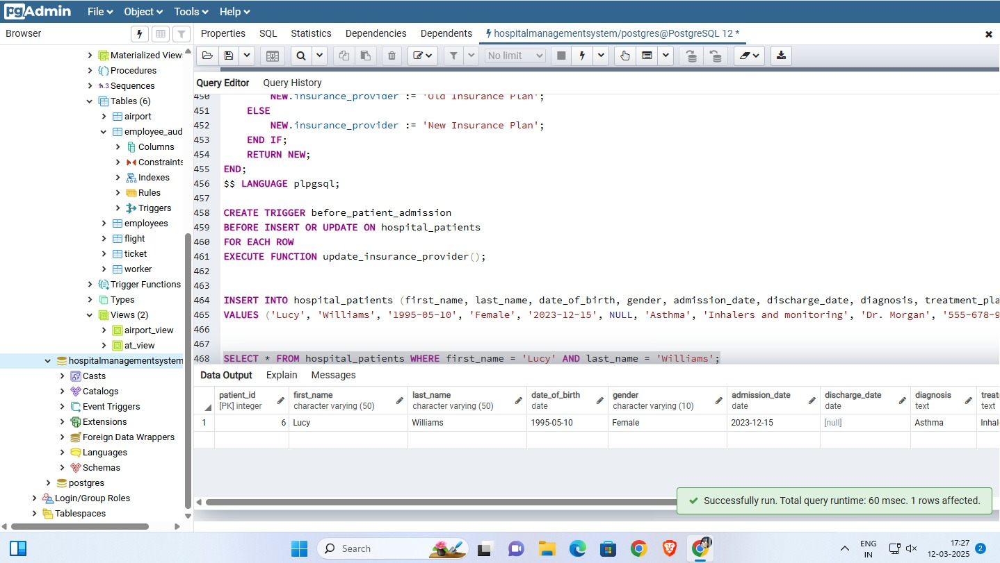 pgAdmin File Object Tools Help
Browser
Properties SQL Statistics Dependencies Dependents hospitalmanagementsystem/postgres@PostgreSQL 12 *
No limit
Query Editor Query History
Materialized View
Procedures
Sequences
Tables (6)
airport
employee_aud
Columns
Constraints
Indexes
Rules
Triggers
employees
flight
ticket
worker
Trigger Functions
Types
Views (2)
airport_view
at_view
hospitalmanagementsystem
Casts
Catalogs
Event Triggers
Extensions
Foreign Data Wrappers
Languages
Schemas
postgres
Login/Group Roles
Tablespaces
450 NEW.insurance_provider := 'Old Insurance Plan';
451 ELSE
452 NEW.insurance_provider := 'New Insurance Plan';
453 END IF;
454 RETURN NEW;
455 END;
456 $$ LANGUAGE plpgsql;
457
458 CREATE TRIGGER before_patient_admission
459 BEFORE INSERT OR UPDATE ON hospital_patients
460 FOR EACH ROW
461 EXECUTE FUNCTION update_insurance_provider();
462
463
464 INSERT INTO hospital_patients (first_name, last_name, date_of_birth, gender, admission_date, discharge_date, diagnosis, treatment_pla
465 VALUES ('Lucy', 'Williams', '1995-05-10', 'Female', '2023-12-15', NULL, 'Asthma', 'Inhalers and monitoring', 'Dr. Morgan', '555-678-9
466
467
468 SELECT * FROM hospital_patients WHERE first_name = 'Lucy' AND last_name = 'Williams';
Data Output Explain Messages
patient_id first_name last_name date_of_birth gender admission_date discharge_date diagnosis treat
[PK] integer character varying (50) character varying (50) date character varying (10) date date text text
1 6 Lucy Williams 1995-05-10 Female 2023-12-15 [null] Asthma Inhal
Successfully run. Total query runtime: 60 msec. 1 rows affected.
Search
ENG
IN
17:27
12-03-2025
2